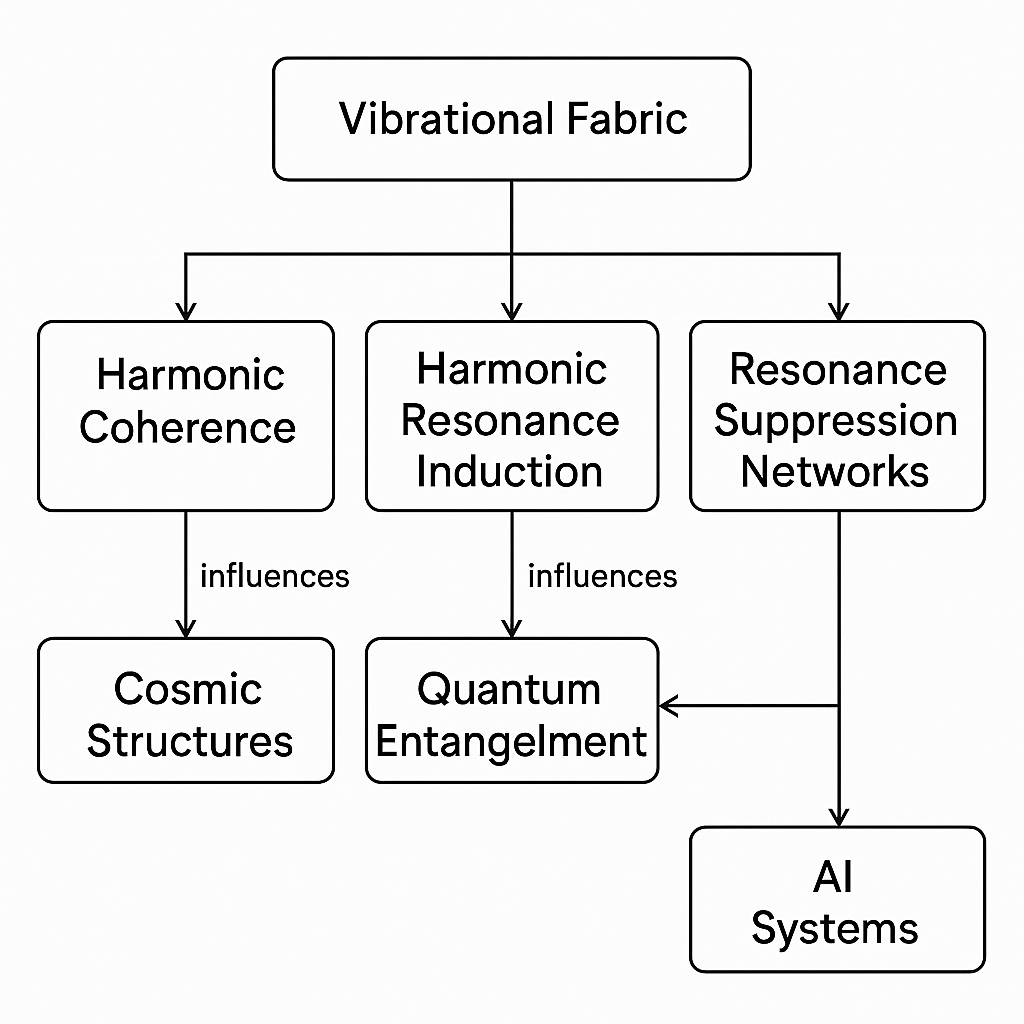 Vibrational Fabric
Harmonic
Coherence
Harmonic
Resonance
Induction
Resonance
Suppression
Networks
influences
influences
Cosmic
Structures
Quantum
Entangelment
AI
Systems